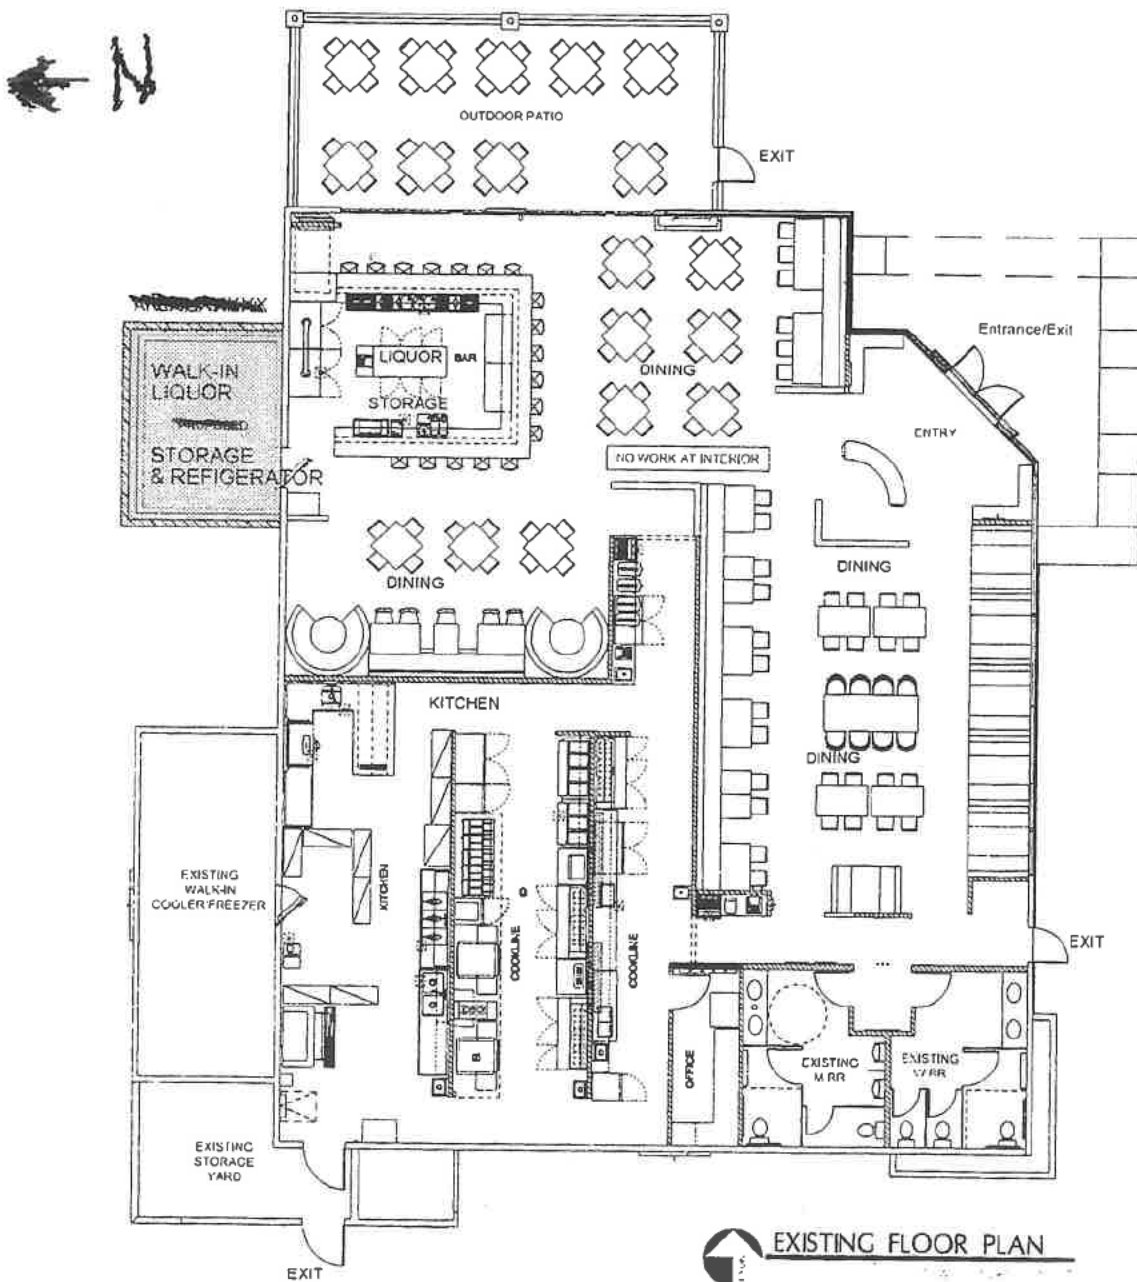 N
OUTDOOR PATIO
EXIT
WALK-IN
LIQUOR
PROPOSED
STORAGE
& REFIGERATOR
LIQUOR
BAR
STORAGE
DINING
Entrance/Exit
ENTRY
NO WORK AT INTERIOR
DINING
DINING
KITCHEN
DINING
EXISTING
WALK-IN
COOLER/FREEZER
KITCHEN
COOKLINE
COOKLINE
EXIT
OFFICE
EXISTING
M.RR
EXISTING
W.RR
EXISTING
STORAGE
YARD
EXIT
EXISTING FLOOR PLAN